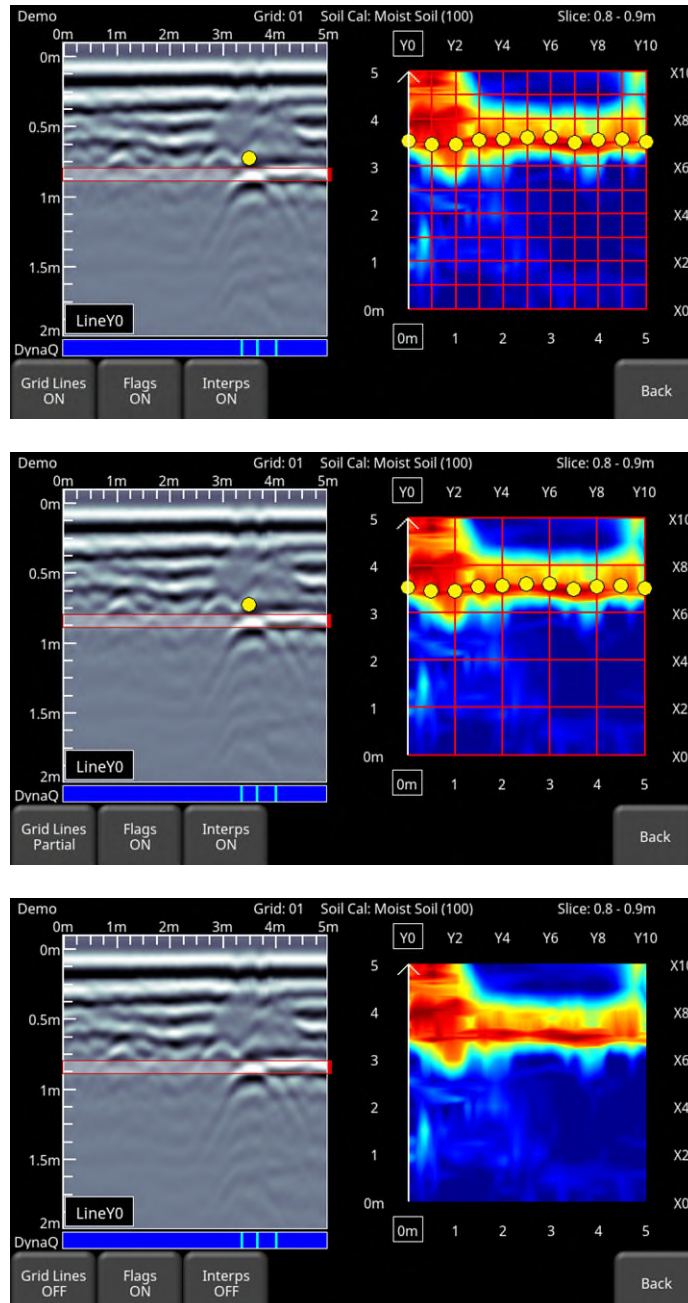 Demo Grid: 01 Soil Cal: Moist Soil (100) Slice: 0.8 - 0.9m
0m 1m 2m 3m 4m 5m Y0 Y2 Y4 Y6 Y8 Y10
0m
5 X10
4 X8
0.5m
3 X6
1m
2 X4
1.5m
1 X2
LineY0
0m X0
2m
0m 1 2 3 4 5
DynaQ
Grid Lines Flags Interps
ON ON ON
Back
Demo Grid: 01 Soil Cal: Moist Soil (100) Slice: 0.8 - 0.9m
0m 1m 2m 3m 4m 5m Y0 Y2 Y4 Y6 Y8 Y10
0m
5 X10
4 X8
0.5m
3 X6
1m
2 X4
1.5m
1 X2
LineY0
0m X0
2m
0m 1 2 3 4 5
DynaQ
Grid Lines Flags Interps
Partial ON ON
Back
Demo Grid: 01 Soil Cal: Moist Soil (100) Slice: 0.8 - 0.9m
0m 1m 2m 3m 4m 5m Y0 Y2 Y4 Y6 Y8 Y10
0m
5 X10
4 X8
0.5m
3 X6
1m
2 X4
1.5m
1 X2
LineY0
0m X0
2m
0m 1 2 3 4 5
DynaQ
Grid Lines Flags Interps
OFF ON OFF
Back